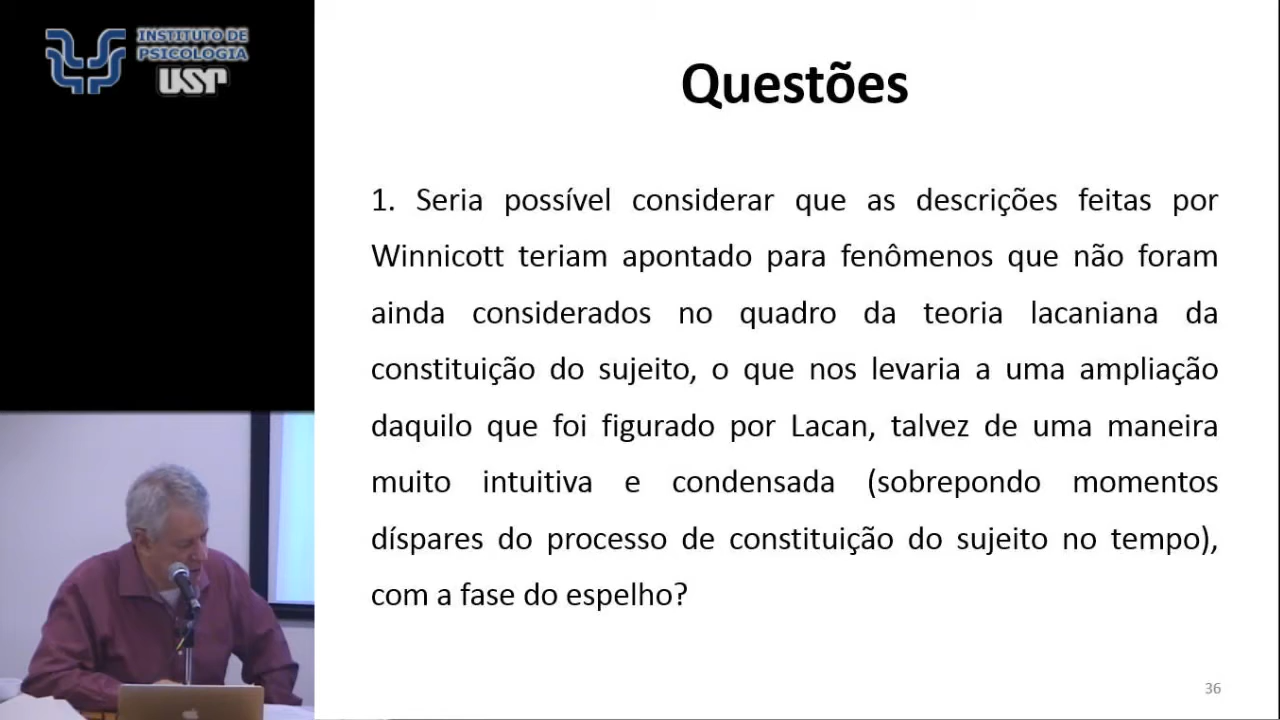 INSTITUTO DE
PSICOLOGIA
USP
Questões
1. Seria possível considerar que as descrições feitas por
Winnicott teriam apontado para fenômenos que não foram
ainda considerados no quadro da teoria lacaniana da
constituição do sujeito, o que nos levaria a uma ampliação
daquilo que foi figurado por Lacan, talvez de uma maneira
muito intuitiva e condensada (sobrepondo momentos
díspares do processo de constituição do sujeito no tempo),
com a fase do espelho?
36